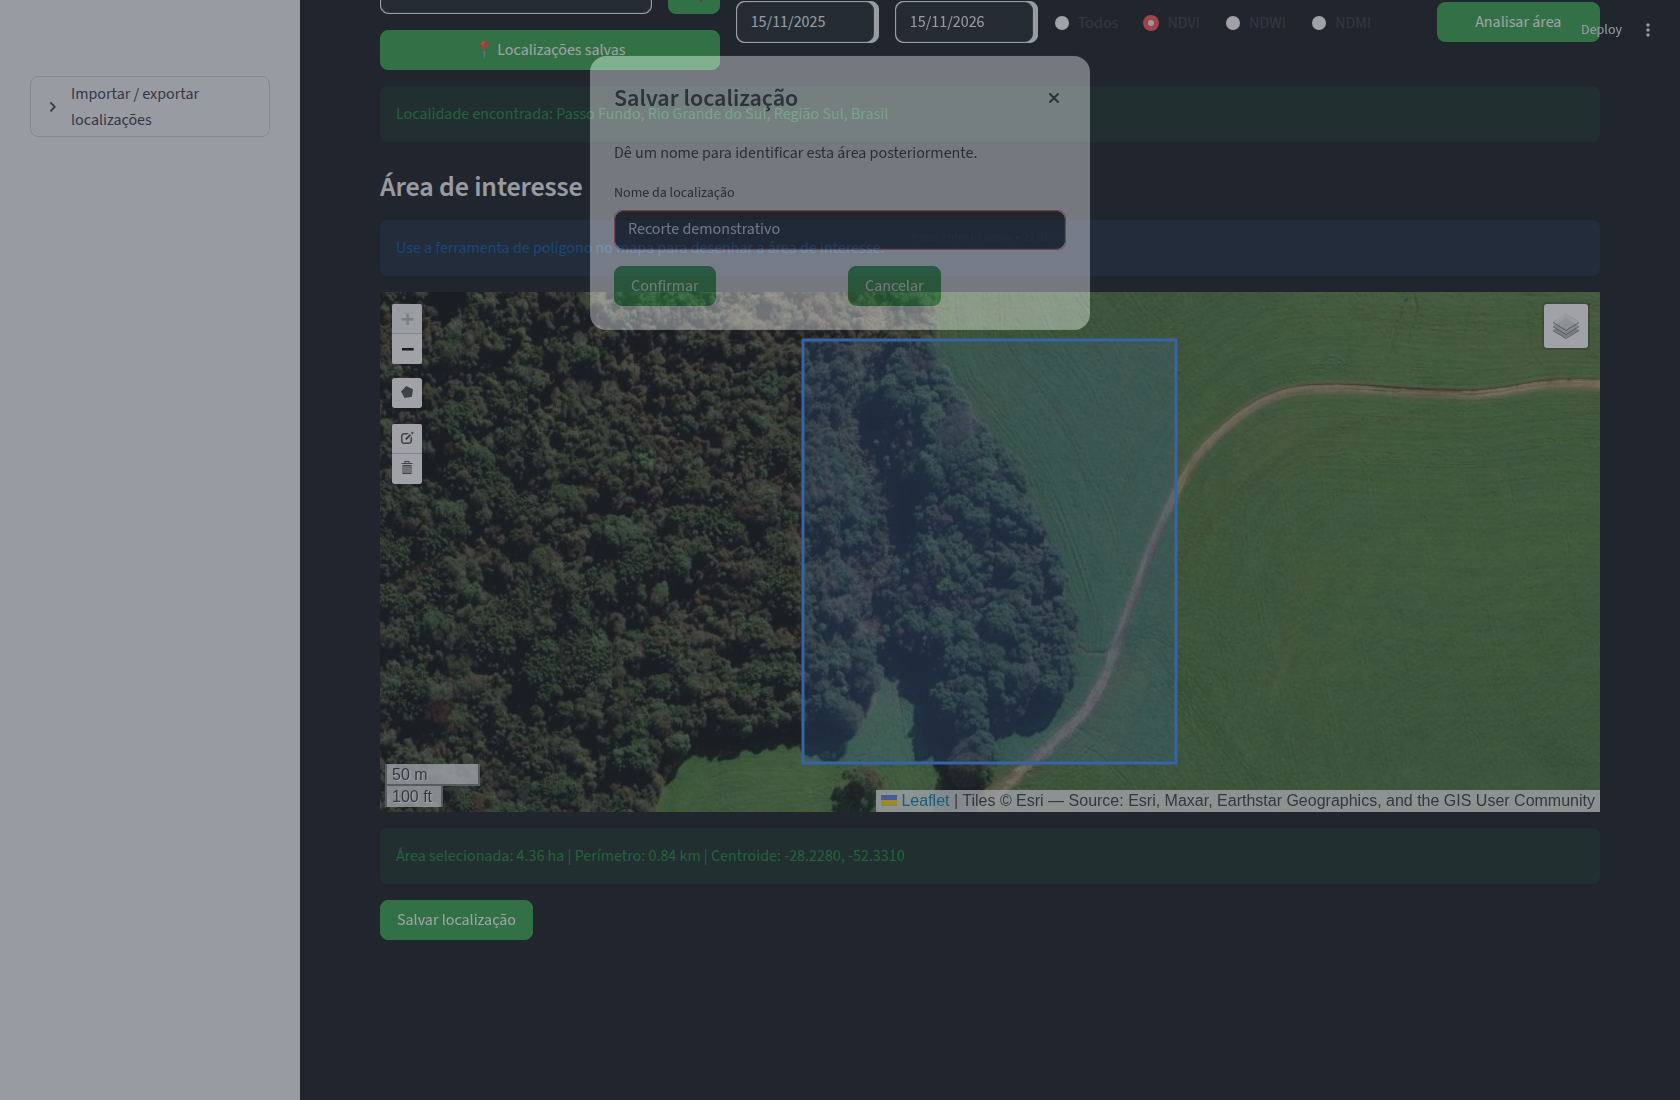 15/11/2025
15/11/2026
Todos
NDVI
NDWI
NDMI
Analisar área
Deploy
📍 Localizações salvas
Importar / exportar
localizações
Salvar localização
Localidade encontrada: Passo Fundo, Rio Grande do Sul, Região Sul, Brasil
Dê um nome para identificar esta área posteriormente.
Área de interesse
Nome da localização
Recorte demonstrativo
Use a ferramenta de polígono no mapa para desenhar a área de interesse.
Confirmar
Cancelar
50 m
100 ft
Leaflet | Tiles © Esri — Source: Esri, Maxar, Earthstar Geographics, and the GIS User Community
Área selecionada: 4.36 ha | Perímetro: 0.84 km | Centroide: -28.2280, -52.3310
Salvar localização